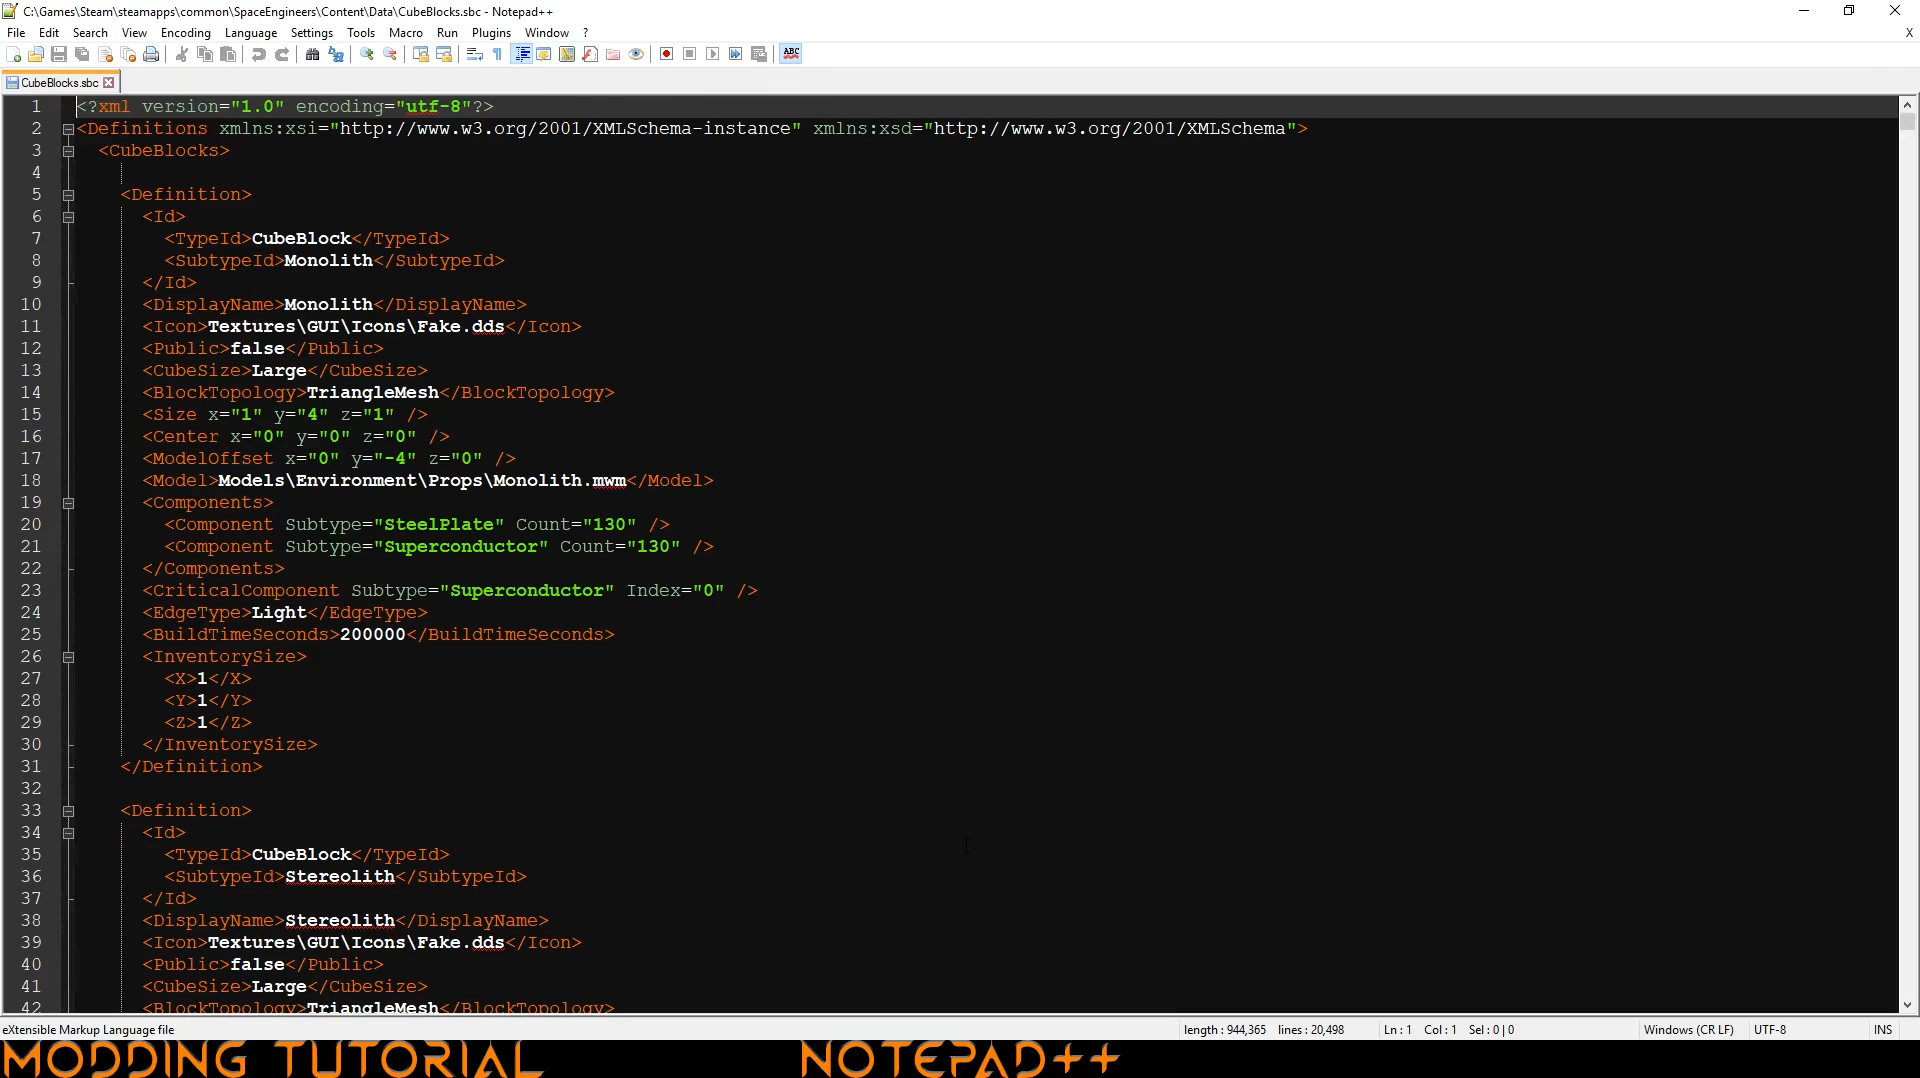 C:\Games\Steam\steamapps\common\SpaceEngineers\Content\Data\CubeBlocks.sbc - Notepad++
File Edit Search View Encoding Language Settings Tools Macro Run Plugins Window ? X
ABC
CubeBlocks.sbc
1 <?xml version="1.0" encoding="utf-8"?>
2 <Definitions xmlns:xsi="http://www.w3.org/2001/XMLSchema-instance" xmlns:xsd="http://www.w3.org/2001/XMLSchema">
3 <CubeBlocks>
4
5 <Definition>
6 <Id>
7 <TypeId>CubeBlock</TypeId>
8 <SubtypeId>Monolith</SubtypeId>
9 </Id>
10 <DisplayName>Monolith</DisplayName>
11 <Icon>Textures\GUI\Icons\Fake.dds</Icon>
12 <Public>false</Public>
13 <CubeSize>Large</CubeSize>
14 <BlockTopology>TriangleMesh</BlockTopology>
15 <Size x="1" y="4" z="1" />
16 <Center x="0" y="0" z="0" />
17 <ModelOffset x="0" y="-4" z="0" />
18 <Model>Models\Environment\Props\Monolith.mwm</Model>
19 <Components>
20 <Component Subtype="SteelPlate" Count="130" />
21 <Component Subtype="Superconductor" Count="130" />
22 </Components>
23 <CriticalComponent Subtype="Superconductor" Index="0" />
24 <EdgeType>Light</EdgeType>
25 <BuildTimeSeconds>200000</BuildTimeSeconds>
26 <InventorySize>
27 <X>1</X>
28 <Y>1</Y>
29 <Z>1</Z>
30 </InventorySize>
31 </Definition>
32
33 <Definition>
34 <Id>
35 <TypeId>CubeBlock</TypeId>
36 <SubtypeId>Stereolith</SubtypeId>
37 </Id>
38 <DisplayName>Stereolith</DisplayName>
39 <Icon>Textures\GUI\Icons\Fake.dds</Icon>
40 <Public>false</Public>
41 <CubeSize>Large</CubeSize>
42 <BlockTopology>TriangleMesh</BlockTopology>
eXtensible Markup Language file length : 944,365 lines : 20,498 Ln : 1 Col : 1 Sel : 0 | 0 Windows (CR LF) UTF-8 INS
MODDING TUTORIAL NOTEPAD++